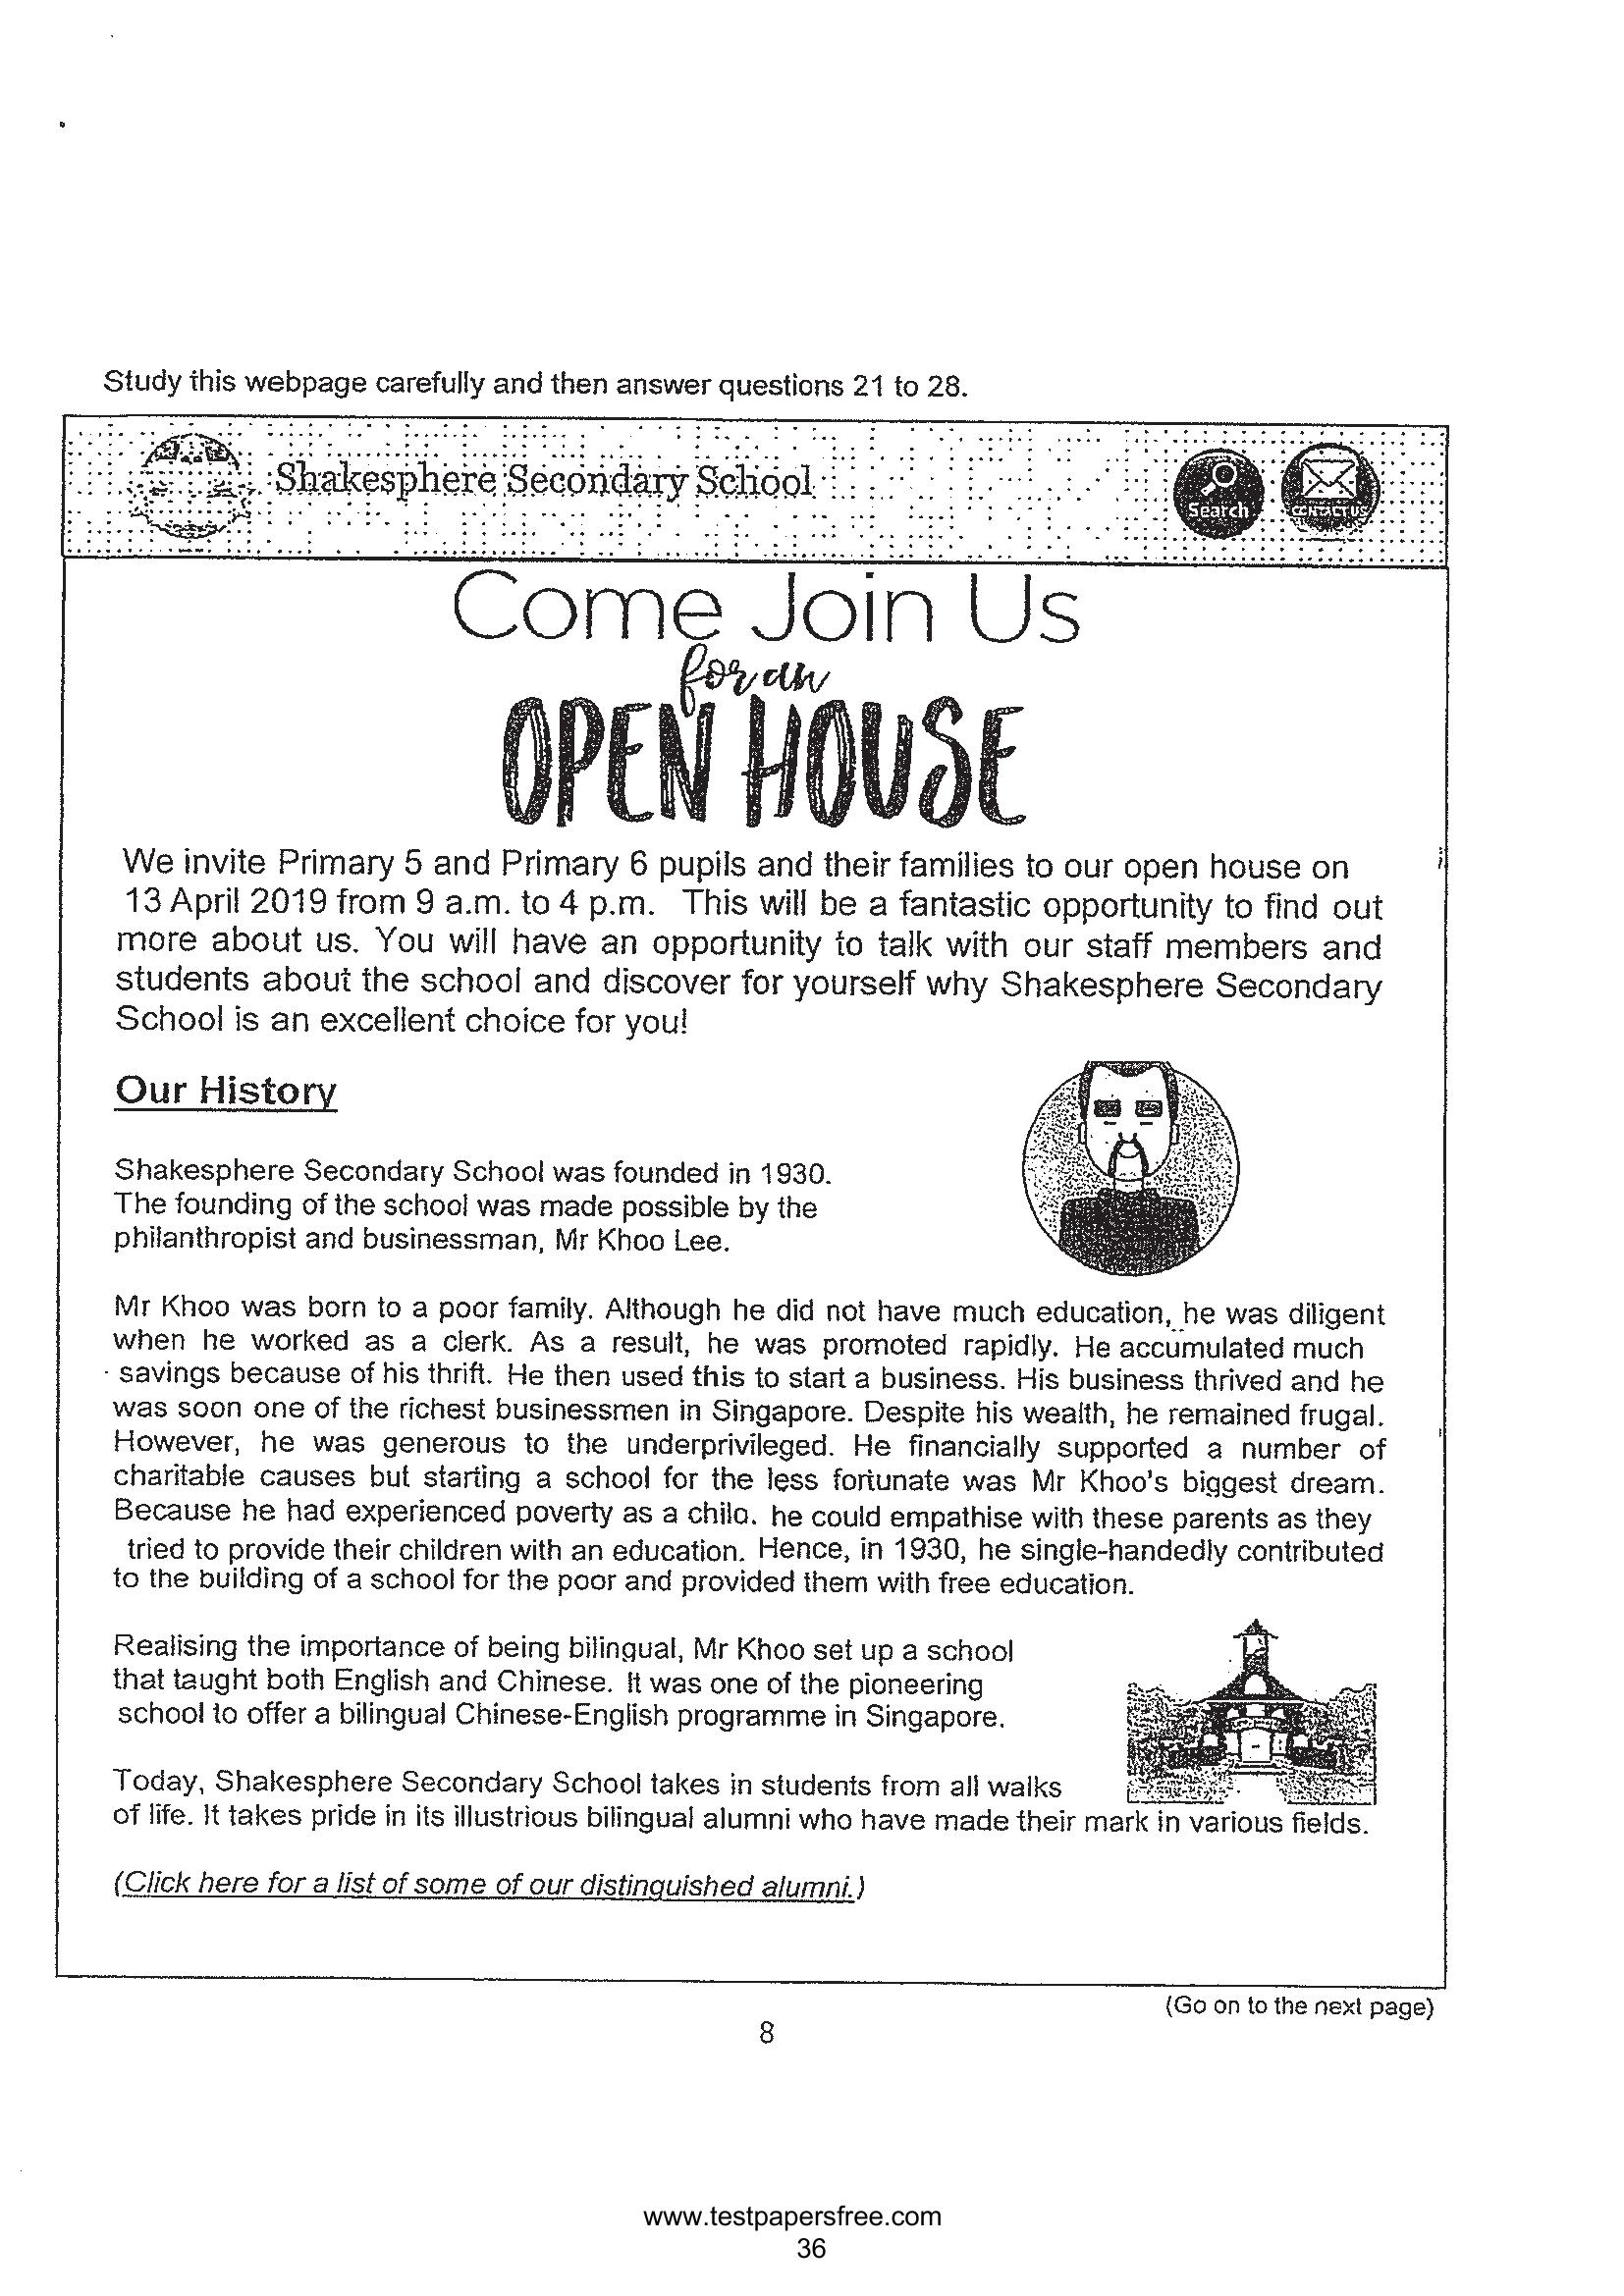 Study this webpage carefully and then answer questions 21 to 28.
Shakesphere Secondary School
Search
CONTACT US
Come Join Us
for an
OPEN HOUSE
We invite Primary 5 and Primary 6 pupils and their families to our open house on
13 April 2019 from 9 a.m. to 4 p.m. This will be a fantastic opportunity to find out
more about us. You will have an opportunity to talk with our staff members and
students about the school and discover for yourself why Shakesphere Secondary
School is an excellent choice for you!
Our History
Shakesphere Secondary School was founded in 1930.
The founding of the school was made possible by the
philanthropist and businessman, Mr Khoo Lee.
Mr Khoo was born to a poor family. Although he did not have much education, he was diligent
when he worked as a clerk. As a result, he was promoted rapidly. He accumulated much
savings because of his thrift. He then used this to start a business. His business thrived and he
was soon one of the richest businessmen in Singapore. Despite his wealth, he remained frugal.
However, he was generous to the underprivileged. He financially supported a number of
charitable causes but starting a school for the less fortunate was Mr Khoo's biggest dream.
Because he had experienced poverty as a child, he could empathise with these parents as they
tried to provide their children with an education. Hence, in 1930, he single-handedly contributed
to the building of a school for the poor and provided them with free education.
Realising the importance of being bilingual, Mr Khoo set up a school
that taught both English and Chinese. It was one of the pioneering
school to offer a bilingual Chinese-English programme in Singapore.
Today, Shakesphere Secondary School takes in students from all walks
of life. It takes pride in its illustrious bilingual alumni who have made their mark in various fields.
(Click here for a list of some of our distinguished alumni.)
(Go on to the next page)
8
www.testpapersfree.com
36